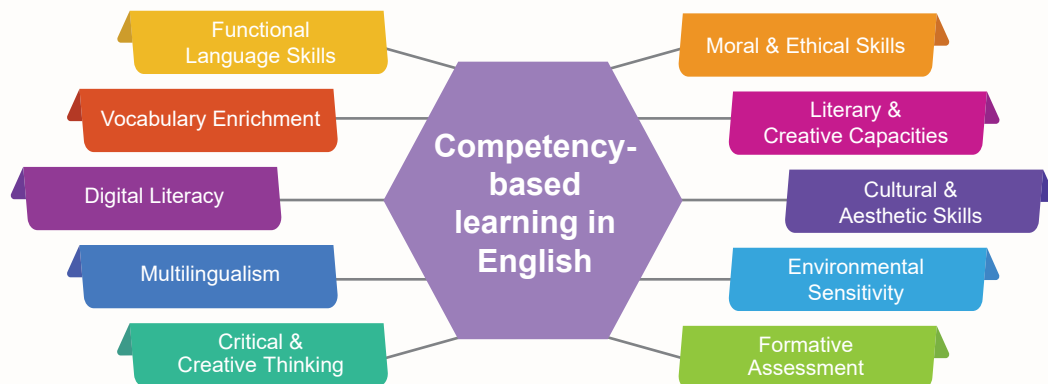 Functional
Language Skills
Vocabulary Enrichment
Digital Literacy
Multilingualism
Critical &
Creative Thinking
Competency-
based
learning in
English
Moral & Ethical Skills
Literary &
Creative Capacities
Cultural &
Aesthetic Skills
Environmental
Sensitivity
Formative
Assessment